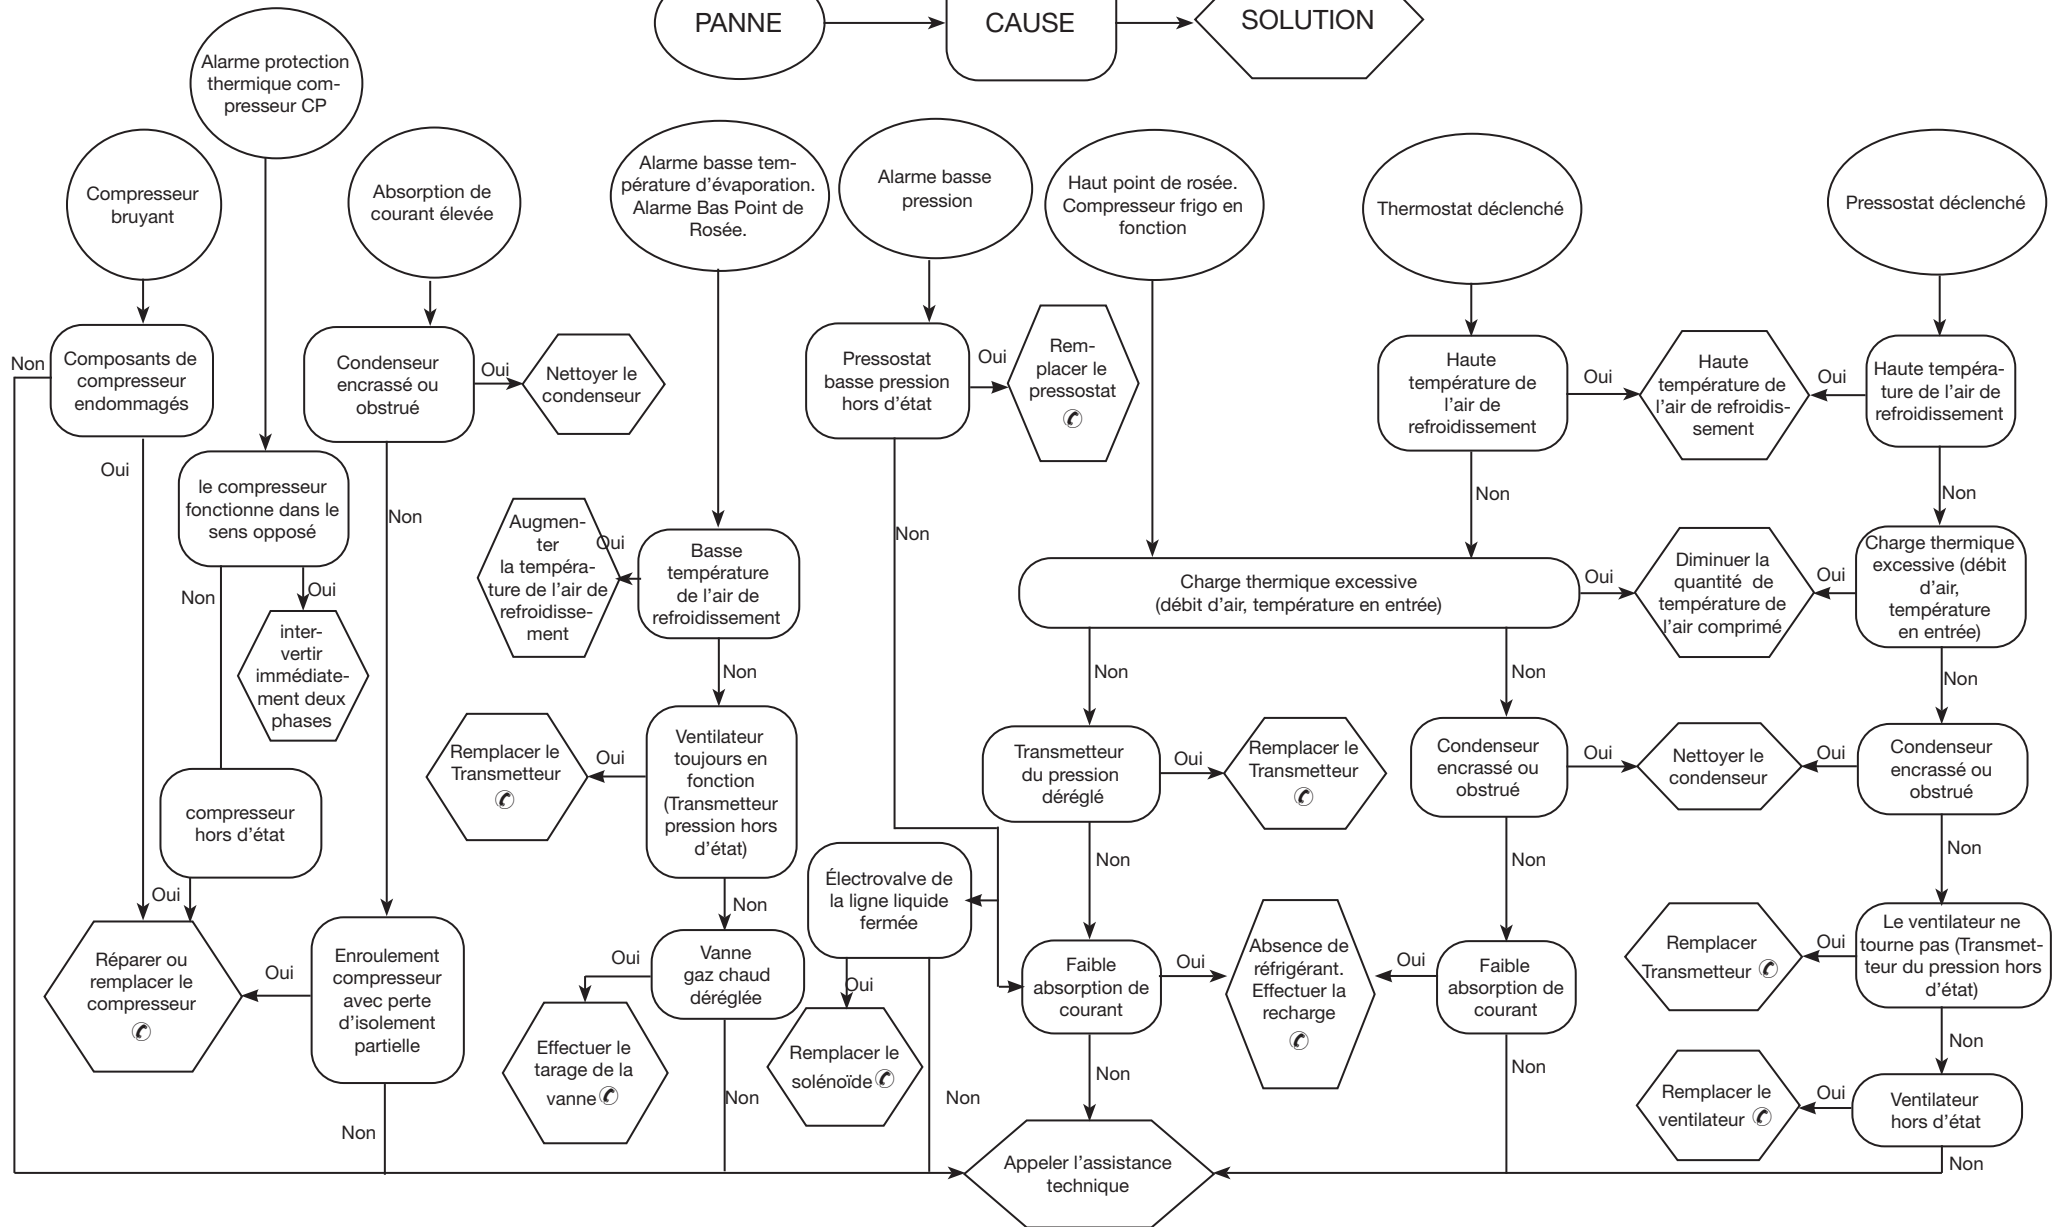 PANNE
CAUSE
SOLUTION
Alarme protection
thermique com-
presseur CP
Compresseur
bruyant
Absorption de
courant élevée
Alarme basse tem-
pérature d'évaporation.
Alarme Bas Point de
Rosée.
Alarme basse
pression
Haut point de rosée.
Compresseur frigo en
fonction
Thermostat déclenché
Pressostat déclenché
Non
Composants de
compresseur
endommagés
Oui
Condenseur
encrassé ou
obstrué
Oui
Nettoyer le
condenseur
Non
Pressostat
basse pression
hors d'état
Oui
Rem-
placer le
pressostat
✆
Non
Haute
température de
l'air de
refroidissement
Oui
Haute
température de
l'air de refroidis-
sement
Oui
Haute tempéra-
ture de l'air de
refroidissement
Non
Non
le compresseur
fonctionne dans le
sens opposé
Non
Oui
inter-
vertir
immédiate-
ment deux
phases
Augmen-
ter
la tempéra-
ture de l'air de
refroidisse-
ment
Oui
Basse
température
de l'air de
refroidissement
Non
Charge thermique excessive
(débit d'air, température en entrée)
Oui
Diminuer la
quantité de
température de
l'air comprimé
Oui
Charge thermique
excessive (débit
d'air,
température
en entrée)
Non
Non
Non
Remplacer le
Transmetteur
✆
Oui
Ventilateur
toujours en
fonction
(Transmetteur
pression hors
d'état)
Non
Transmetteur
du pression
déréglé
Oui
Remplacer le
Transmetteur
✆
Non
Condenseur
encrassé ou
obstrué
Oui
Nettoyer le
condenseur
Oui
Condenseur
encrassé ou
obstrué
Non
Non
compresseur
hors d'état
Oui
Réparer ou
remplacer le
compresseur
✆
Oui
Enroulement
compresseur
avec perte
d'isolement
partielle
Non
Oui
Vanne
gaz chaud
déréglée
Effectuer le
tarage de la
vanne ✆
Non
Électrovalve de
la ligne liquide
fermée
Oui
Remplacer le
solénoïde ✆
Non
Faible
absorption de
courant
Oui
Absence de
réfrigérant.
Effectuer la
recharge
✆
Oui
Faible
absorption de
courant
Non
Non
Remplacer
Transmetteur ✆
Oui
Le ventilateur ne
tourne pas (Transmet-
teur du pression hors
d'état)
Non
Remplacer le
ventilateur ✆
Oui
Ventilateur
hors d'état
Non
Appeler l'assistance
technique